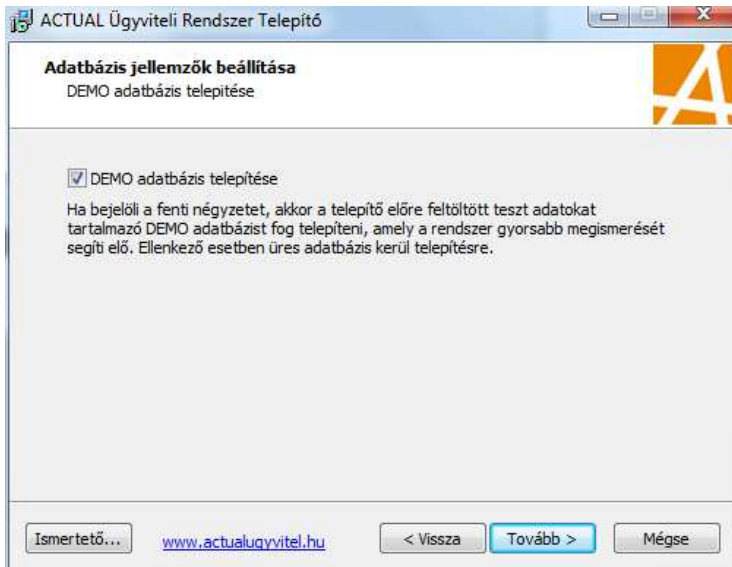 ACTUAL Ügyviteli Rendszer Telepítő
Adatbázis jellemzők beállítása
DEMO adatbázis telepitése
DEMO adatbázis telepítése
Ha bejelöli a fenti négyzetet, akkor a telepítő előre feltöltött teszt adatokat
tartalmazó DEMO adatbázist fog telepíteni, amely a rendszer gyorsabb megismerését
segíti elő. Ellenkező esetben üres adatbázis kerül telepítésre.
Ismertető... www.actualugyvitel.hu < Vissza Tovább > Mégse